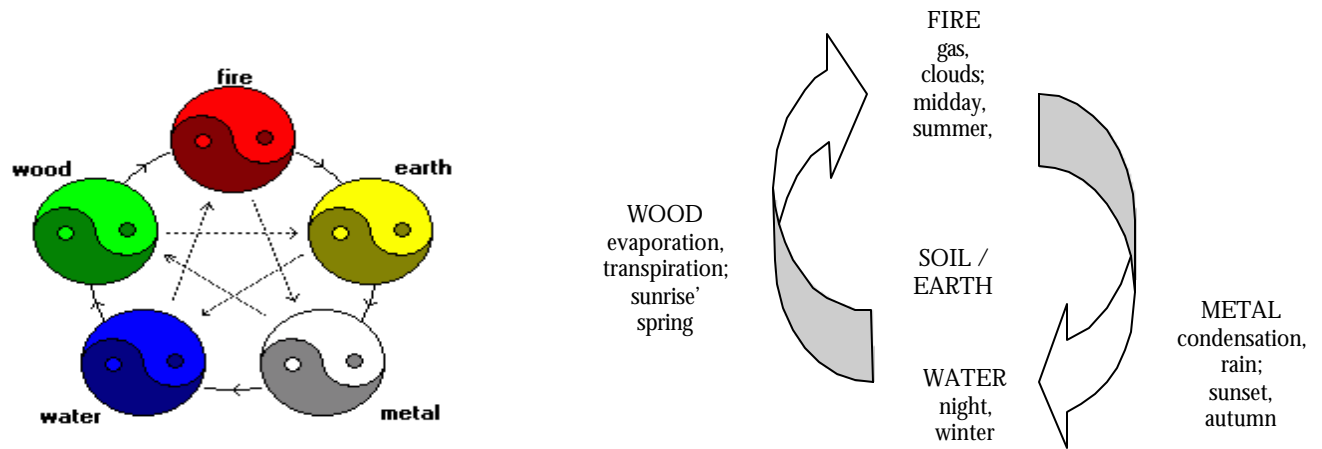 fire
wood
earth
water
metal
FIRE
gas,
clouds;
midday,
summer,
WOOD
evaporation,
transpiration;
sunrise’
spring
SOIL /
EARTH
METAL
condensation,
rain;
sunset,
autumn
WATER
night,
winter